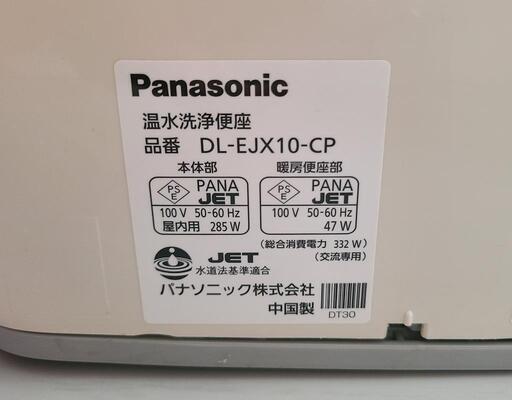 Panasonic
温水洗浄便座
品番 DL-EJX10-CP
本体部 暖房便座部
PS E PANA JET
100 V 50-60 Hz
屋内用 285 W
PS E PANA JET
100 V 50-60 Hz
47 W
(総合消費電力 332 W)
(交流専用)
JET
水道法基準適合
パナソニック株式会社
中国製
DT30